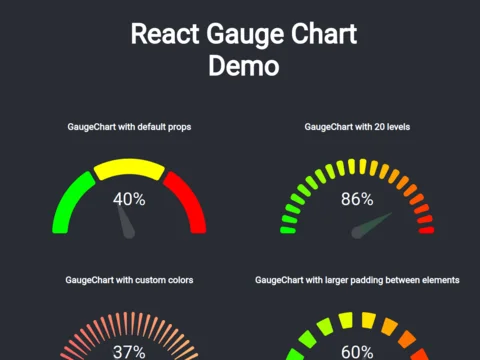 React Gauge Chart
Demo
GaugeChart with default props
GaugeChart with 20 levels
40%
86%
GaugeChart with custom colors
GaugeChart with larger padding between elements
37%
60%